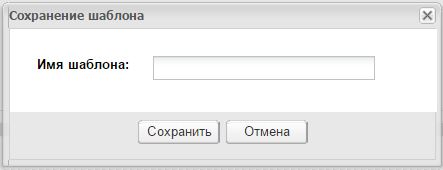 Сохранение шаблона
Имя шаблона:
Сохранить Отмена